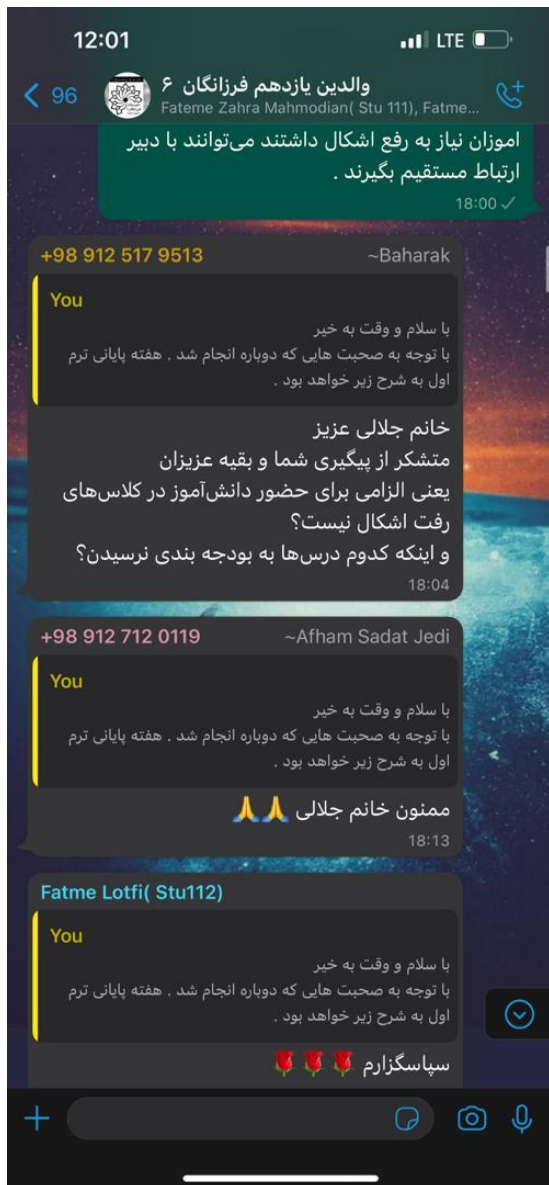 12:01
LTE
96
والدین یازدهم فرزانگان ۶
Fateme Zahra Mahmodian( Stu 111), Fatme...
اموزان نیاز به رفع اشکال داشتند می‌توانند با دبیر
ارتباط مستقیم بگیرند .
18:00
+98 912 517 9513 ~Baharak
You
با سلام و وقت به خیر
با توجه به صحبت هایی که دوباره انجام شد . هفته پایانی ترم
اول به شرح زیر خواهد بود .
خانم جلالی عزیز
متشکر از پیگیری شما و بقیه عزیزان
یعنی الزامی برای حضور دانش‌آموز در کلاس‌های
رفت اشکال نیست؟
و اینکه کدوم درس‌ها به بودجه بندی نرسیدن؟
18:04
+98 912 712 0119 ~Afham Sadat Jedi
You
با سلام و وقت به خیر
با توجه به صحبت هایی که دوباره انجام شد . هفته پایانی ترم
اول به شرح زیر خواهد بود .
ممنون خانم جلالی 🙏🙏
18:13
Fatme Lotfi( Stu112)
You
با سلام و وقت به خیر
با توجه به صحبت هایی که دوباره انجام شد . هفته پایانی ترم
اول به شرح زیر خواهد بود .
سپاسگزارم 🌹🌹🌹